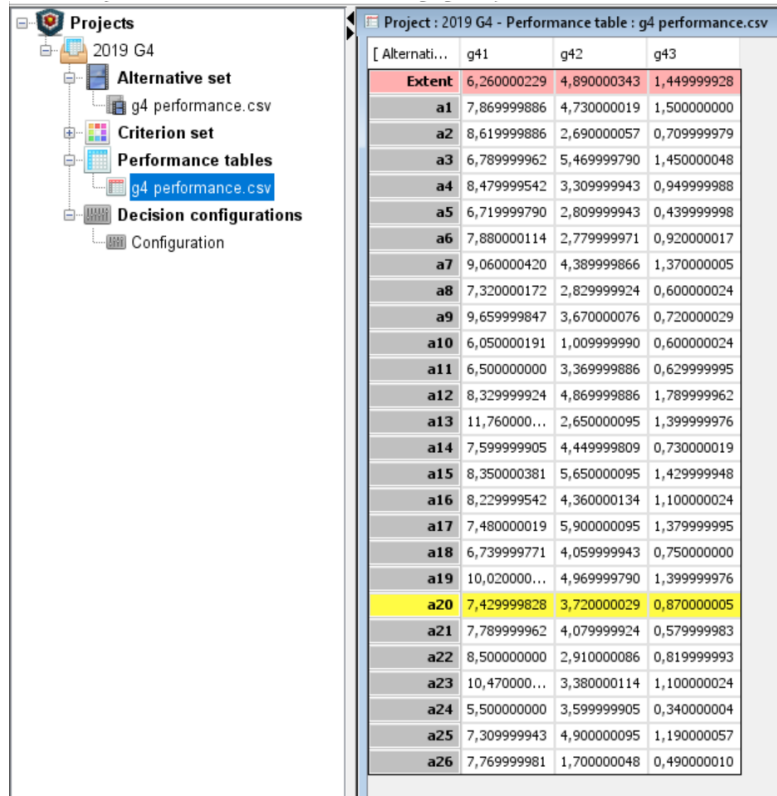 Projects
2019 G4
Alternative set
g4 performance.csv
Criterion set
Performance tables
g4 performance.csv
Decision configurations
Configuration
Project : 2019 G4 - Performance table : g4 performance.csv
[ Alternati... g41 g42 g43
Extent 6,260000229 4,890000343 1,449999928
a1 7,869999886 4,730000019 1,500000000
a2 8,619999886 2,690000057 0,709999979
a3 6,789999962 5,469999790 1,450000048
a4 8,479999542 3,309999943 0,949999988
a5 6,719999790 2,809999943 0,439999998
a6 7,880000114 2,779999971 0,920000017
a7 9,060000420 4,389999866 1,370000005
a8 7,320000172 2,829999924 0,600000024
a9 9,659999847 3,670000076 0,720000029
a10 6,050000191 1,009999990 0,600000024
a11 6,500000000 3,369999886 0,629999995
a12 8,329999924 4,869999886 1,789999962
a13 11,760000... 2,650000095 1,399999976
a14 7,599999905 4,449999809 0,730000019
a15 8,350000381 5,650000095 1,429999948
a16 8,229999542 4,360000134 1,100000024
a17 7,480000019 5,900000095 1,379999995
a18 6,739999771 4,059999943 0,750000000
a19 10,020000... 4,969999790 1,399999976
a20 7,429999828 3,720000029 0,870000005
a21 7,789999962 4,079999924 0,579999983
a22 8,500000000 2,910000086 0,819999993
a23 10,470000... 3,380000114 1,100000024
a24 5,500000000 3,599999905 0,340000004
a25 7,309999943 4,900000095 1,190000057
a26 7,769999981 1,700000048 0,490000010